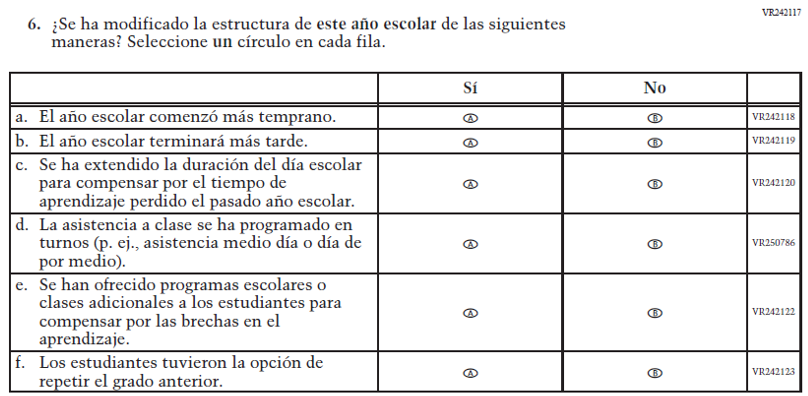 VR242117
6. ¿Se ha modificado la estructura de este año escolar de las siguientes
maneras? Seleccione un círculo en cada fila.
Sí No
a. El año escolar comenzó más temprano. A B VR242118
b. El año escolar terminará más tarde. A B VR242119
c. Se ha extendido la duración del día escolar
para compensar por el tiempo de A B VR242120
aprendizaje perdido el pasado año escolar.
d. La asistencia a clase se ha programado en
turnos (p. ej., asistencia medio día o día de A B VR250786
por medio).
e. Se han ofrecido programas escolares o
clases adicionales a los estudiantes para
compensar por las brechas en el A B VR242122
aprendizaje.
f. Los estudiantes tuvieron la opción de
repetir el grado anterior. A B VR242123